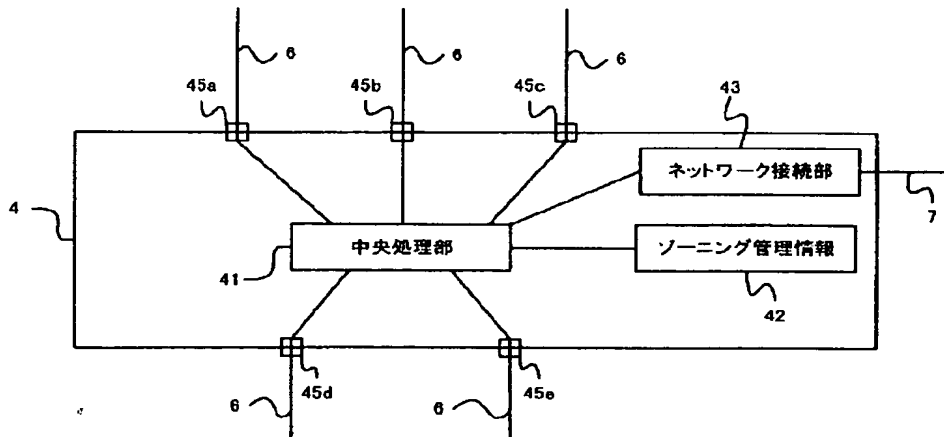 6
6
6
45a
45b
45c
43
ネットワーク接続部
7
4
中央処理部
41
ゾーニング管理情報
42
45d
45e
6
6